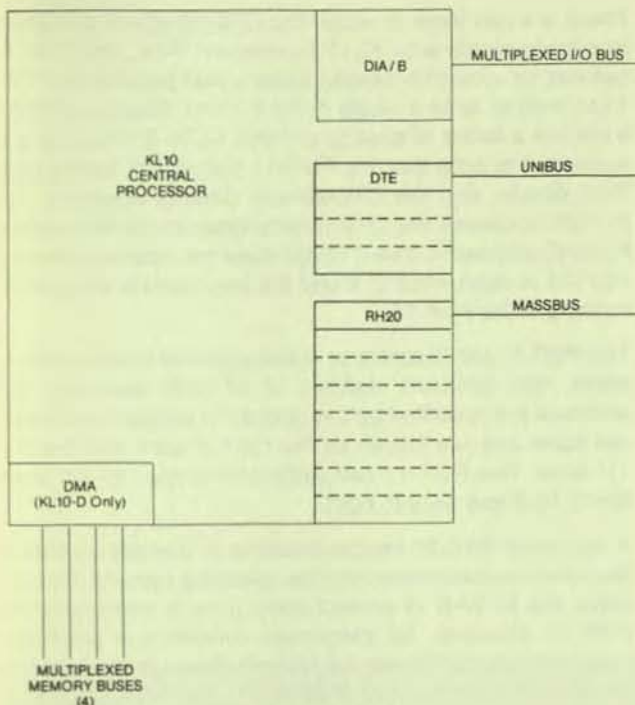 DIA / B
MULTIPLEXED I/O BUS
KL10
CENTRAL
PROCESSOR
DTE
UNIBUS
RH20
MASSBUS
DMA
(KL10-D Only)
MULTIPLEXED
MEMORY BUSES
(4)